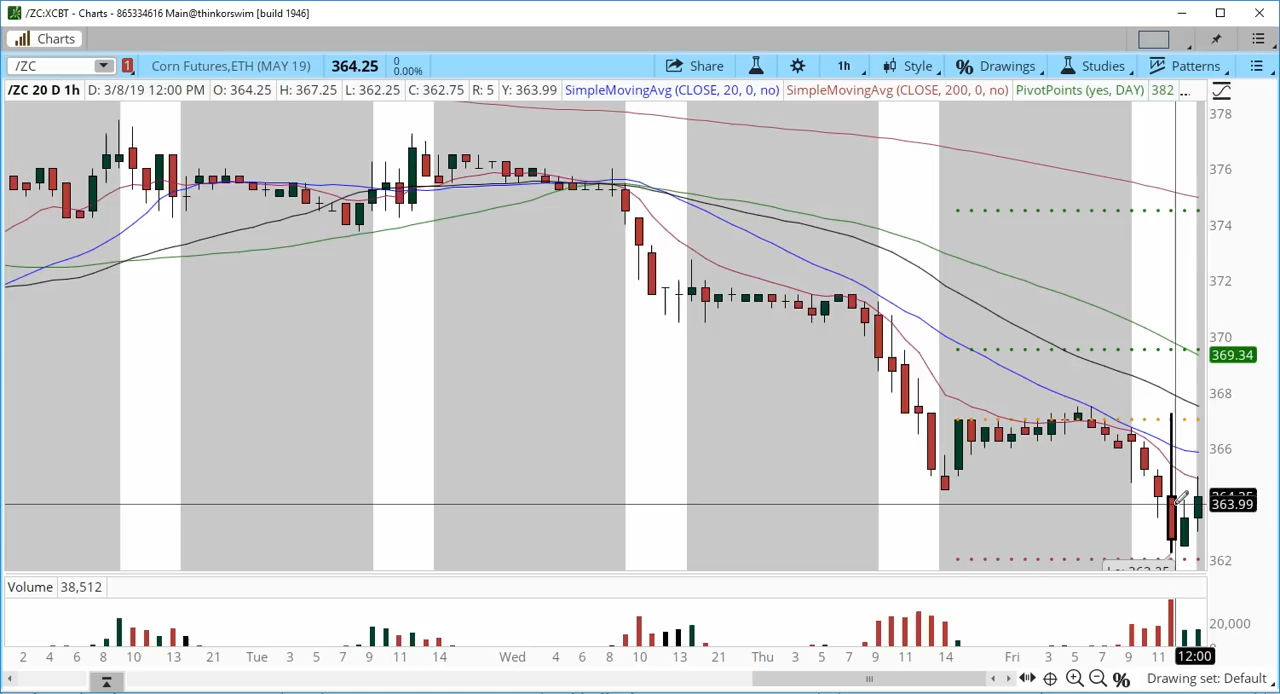 /ZC:XCBT - Charts - 865334616 Main@thinkorswim [build 1946]
Charts
/ZC 1 Corn Futures,ETH (MAY 19) 364.25 0 0.00% Share 1h Style % Drawings Studies Patterns
/ZC 20 D 1h D: 3/8/19 12:00 PM O: 364.25 H: 367.25 L: 362.25 C: 362.75 R: 5 Y: 363.99 SimpleMovingAvg (CLOSE, 20, 0, no) SimpleMovingAvg (CLOSE, 200, 0, no) PivotPoints (yes, DAY) 382 ...
378
376
374
372
370
369.34
368
366
364.25
363.99
362
Lo: 362.25
Volume 38,512
20,000
2 4 6 8 10 13 21 Tue 3 5 7 9 11 14 Wed 4 6 8 10 13 21 Thu 3 5 7 9 11 14 Fri 3 5 7 9 11 12:00
% Drawing set: Default